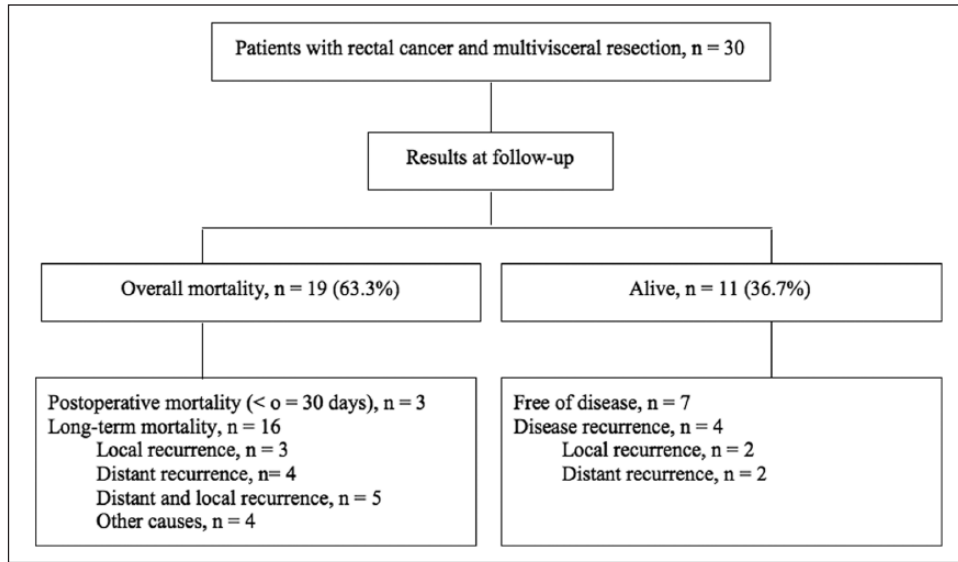 Patients with rectal cancer and multivisceral resection, n = 30
Results at follow-up
Overall mortality, n = 19 (63.3%)
Alive, n = 11 (36.7%)
Postoperative mortality (< o = 30 days), n = 3
Long-term mortality, n = 16
Local recurrence, n = 3
Distant recurrence, n= 4
Distant and local recurrence, n = 5
Other causes, n = 4
Free of disease, n = 7
Disease recurrence, n = 4
Local recurrence, n = 2
Distant recurrence, n = 2